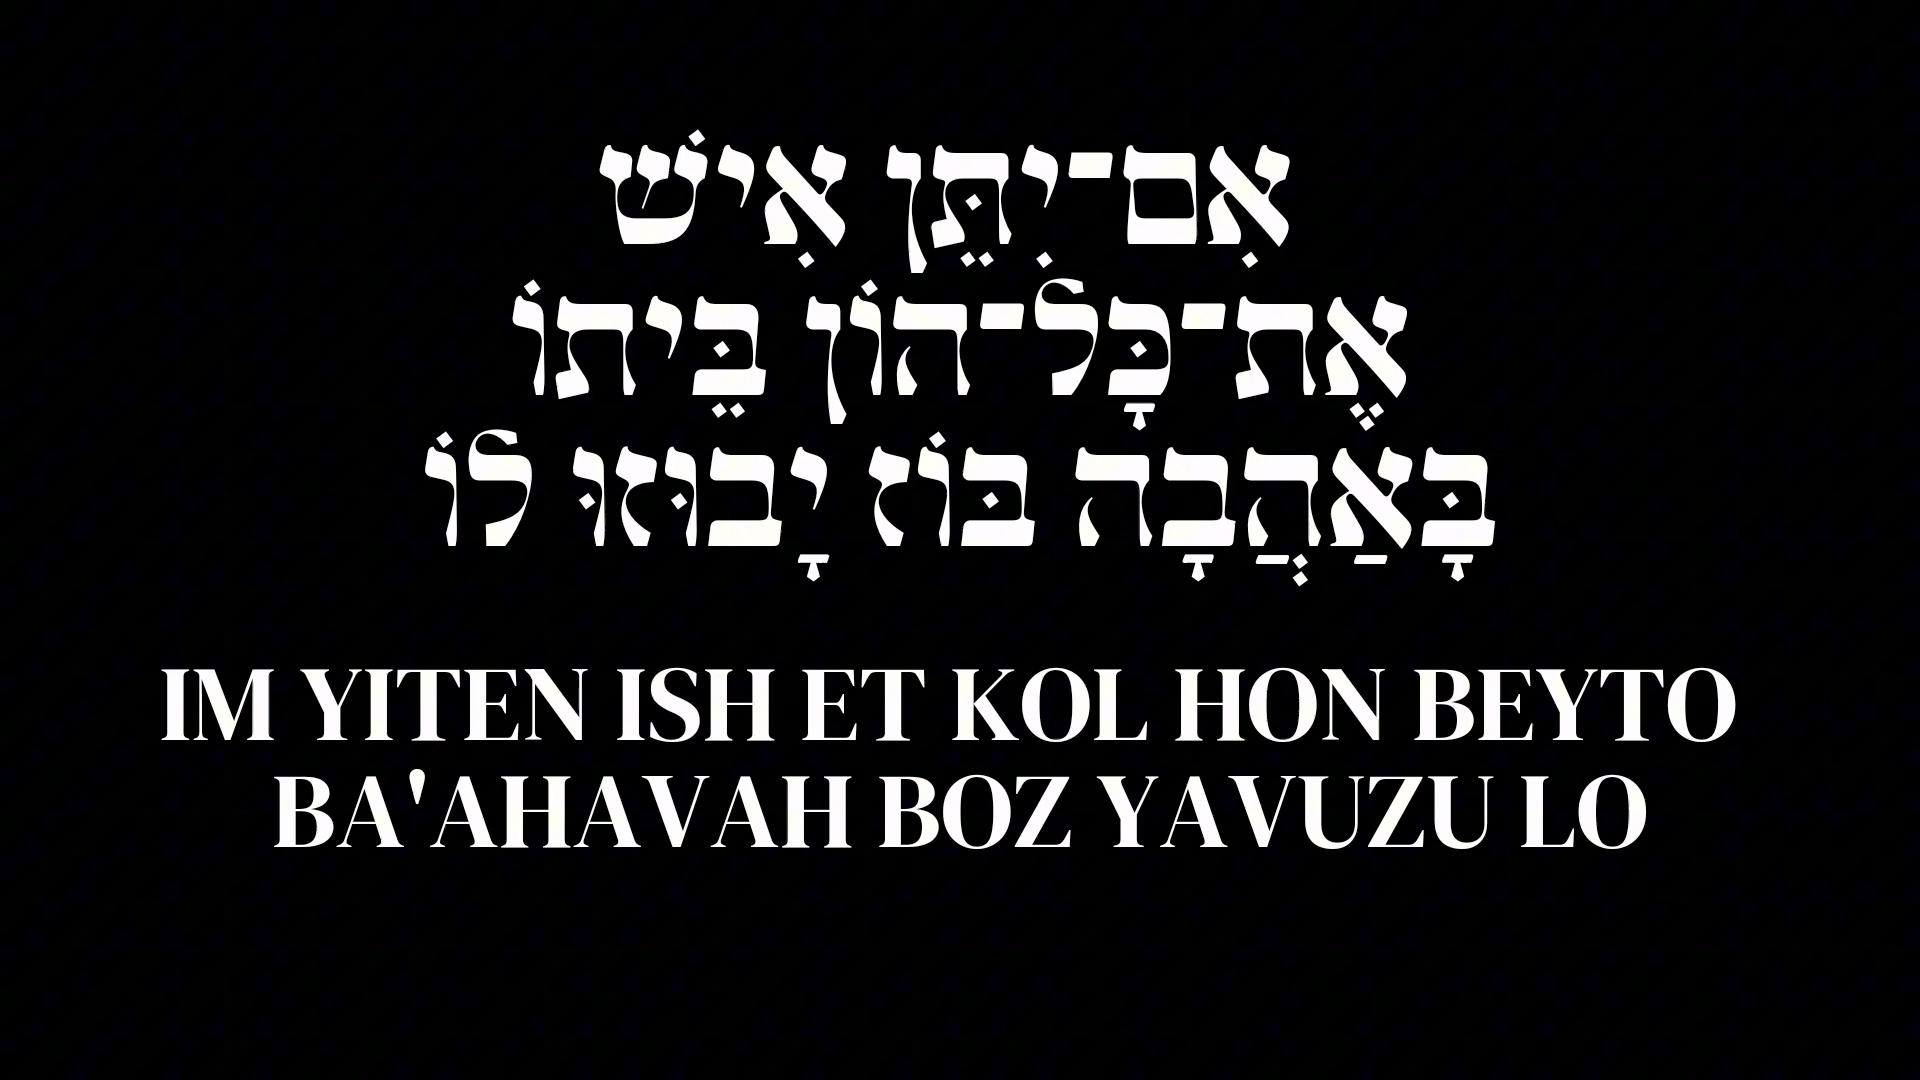 אִם־יִתֵּן אִישׁ
אֶת־כָּל־הוֹן בֵּיתוֹ
בָּאַהֲבָה בּוֹז יָבוּזוּ לוֹ
IM YITEN ISH ET KOL HON BEYTO
BA'AHAVAH BOZ YAVUZU LO